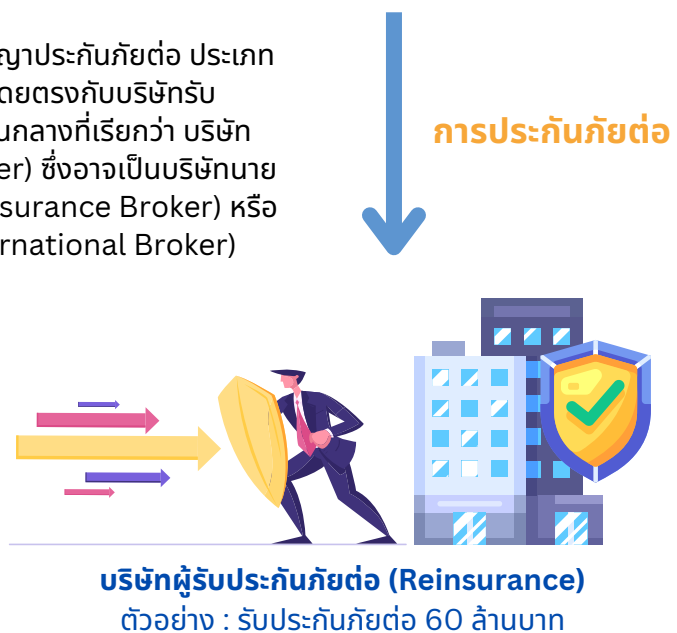 ญาประกันภัยต่อ ประเภท
ดยตรงกับบริษัทรับ
นกลางที่เรียกว่า บริษัท
er) ซึ่งอาจเป็นบริษัทนาย
surance Broker) หรือ
rnational Broker)
การประกันภัยต่อ
บริษัทผู้รับประกันภัยต่อ (Reinsurance)
ตัวอย่าง : รับประกันภัยต่อ 60 ล้านบาท